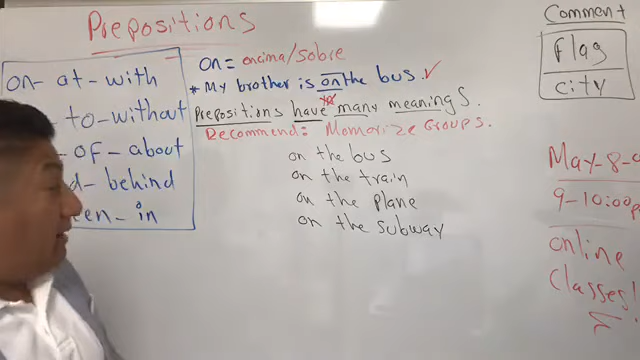 Prepositions
on- at - with
to - without
- of - about
- behind
- in
on = encima/sobre
* My brother is on the bus. ✓
Prepositions have many meanings.
Recommend: Memorize Groups.
on the bus
on the train
on the plane
on the subway
Comment
Flag
city
May-8-
9-10:00p
online
Classes!